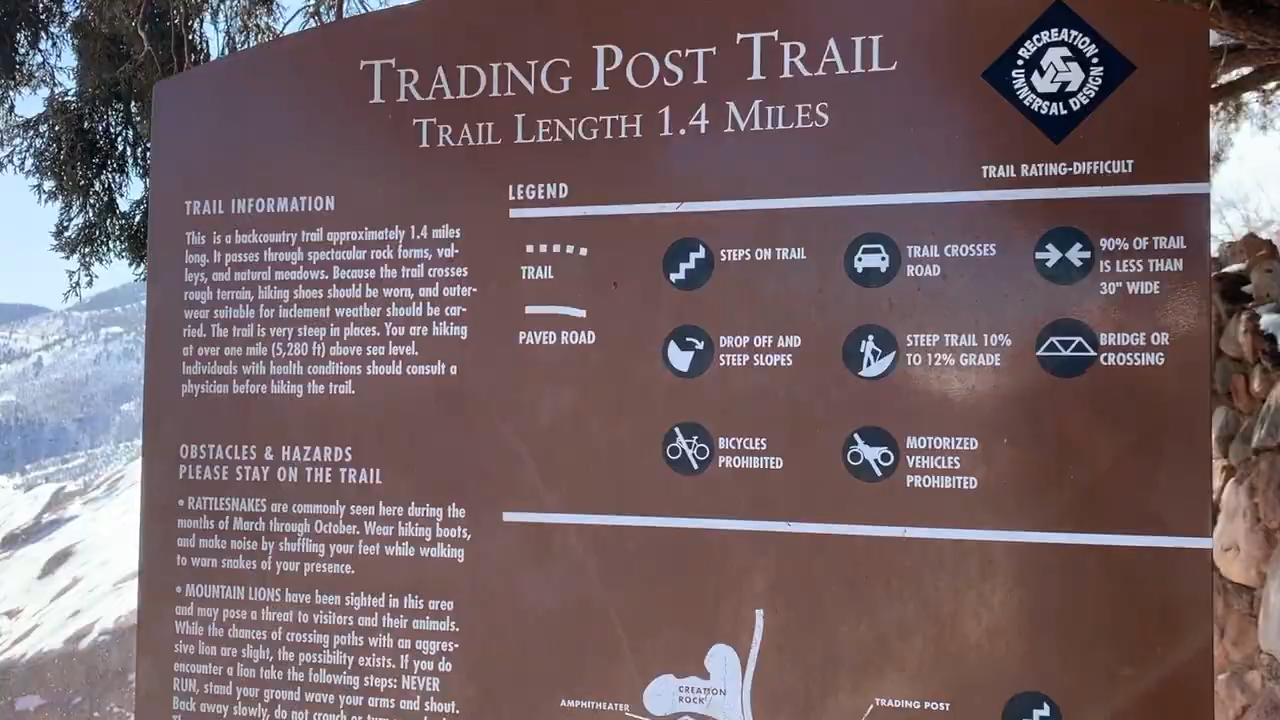 TRADING POST TRAIL
TRAIL LENGTH 1.4 MILES
RECREATION
UNIVERSAL DESIGN
TRAIL RATING-DIFFICULT
TRAIL INFORMATION
This is a backcountry trail approximately 1.4 miles
long. It passes through spectacular rock forms, val-
leys, and natural meadows. Because the trail crosses
rough terrain, hiking shoes should be worn, and outer-
wear suitable for inclement weather should be car-
ried. The trail is very steep in places. You are hiking
at over one mile (5,280 ft) above sea level.
Individuals with health conditions should consult a
physician before hiking the trail.
OBSTACLES & HAZARDS
PLEASE STAY ON THE TRAIL
• RATTLESNAKES are commonly seen here during the
months of March through October. Wear hiking boots,
and make noise by shuffling your feet while walking
to warn snakes of your presence.
• MOUNTAIN LIONS have been sighted in this area
and may pose a threat to visitors and their animals.
While the chances of crossing paths with an aggres-
sive lion are slight, the possibility exists. If you do
encounter a lion take the following steps: NEVER
RUN, stand your ground wave your arms and shout.
Back away slowly, do not crouch or turn
LEGEND
TRAIL
PAVED ROAD
STEPS ON TRAIL
DROP OFF AND
STEEP SLOPES
BICYCLES
PROHIBITED
TRAIL CROSSES
ROAD
STEEP TRAIL 10%
TO 12% GRADE
MOTORIZED
VEHICLES
PROHIBITED
90% OF TRAIL
IS LESS THAN
30" WIDE
BRIDGE OR
CROSSING
AMPHITHEATER
CREATION
ROCK
TRADING POST